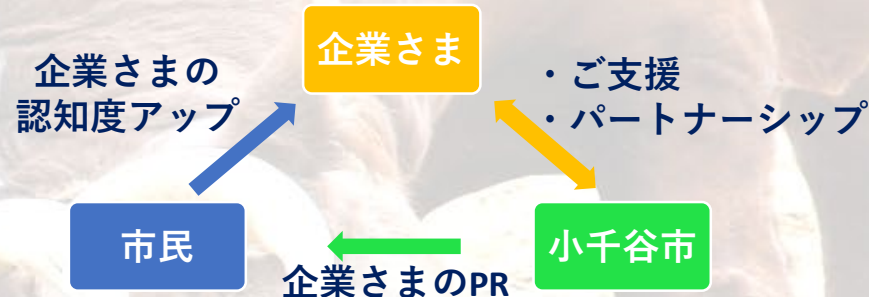 企業さま
企業さまの
認知度アップ
・ご支援
・パートナーシップ
市民
小千谷市
企業さまのPR